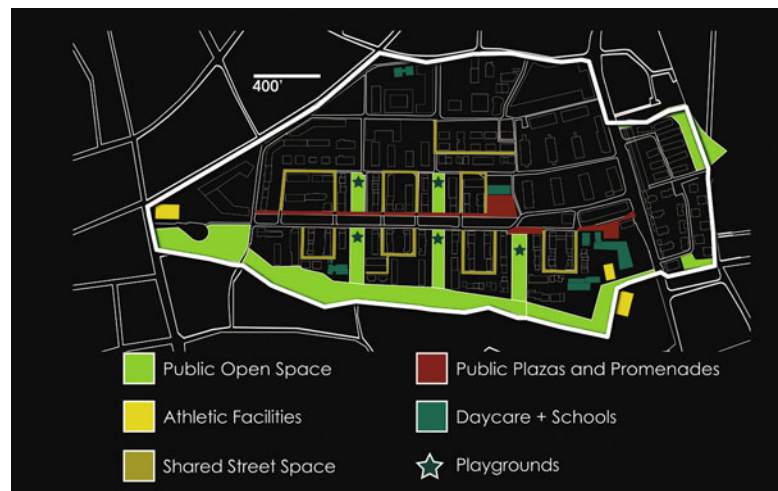 400'
Public Open Space
Public Plazas and Promenades
Athletic Facilities
Daycare + Schools
Shared Street Space
Playgrounds